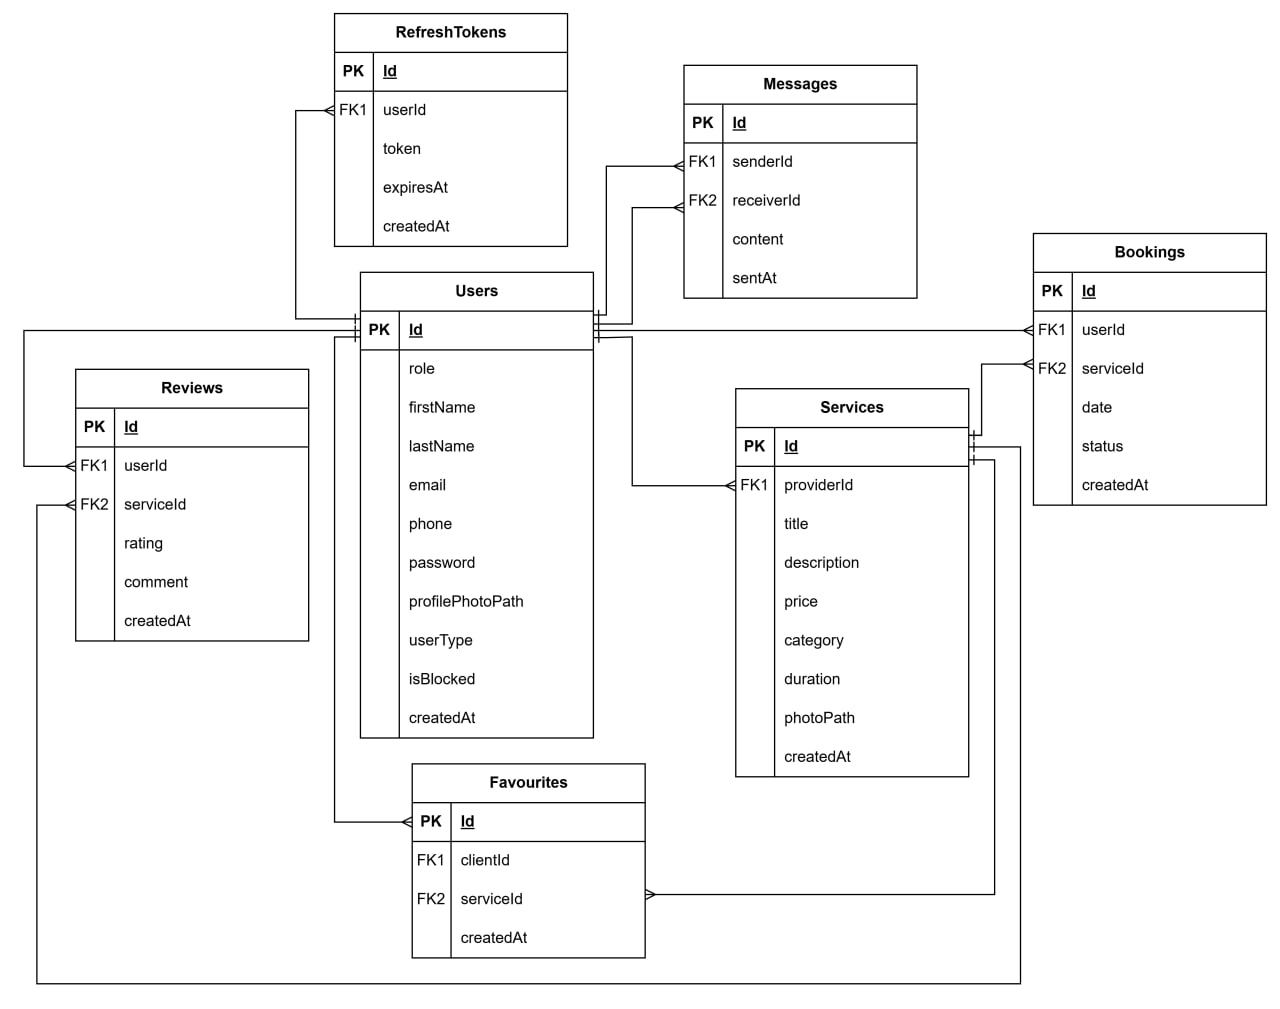 RefreshTokens
PK Id
FK1 userId
token
expiresAt
createdAt
Messages
PK Id
FK1 senderId
FK2 receiverId
content
sentAt
Bookings
PK Id
FK1 userId
FK2 serviceId
date
status
createdAt
Users
PK Id
role
firstName
lastName
email
phone
password
profilePhotoPath
userType
isBlocked
createdAt
Reviews
PK Id
FK1 userId
FK2 serviceId
rating
comment
createdAt
Services
PK Id
FK1 providerId
title
description
price
category
duration
photoPath
createdAt
Favourites
PK Id
FK1 clientId
FK2 serviceId
createdAt